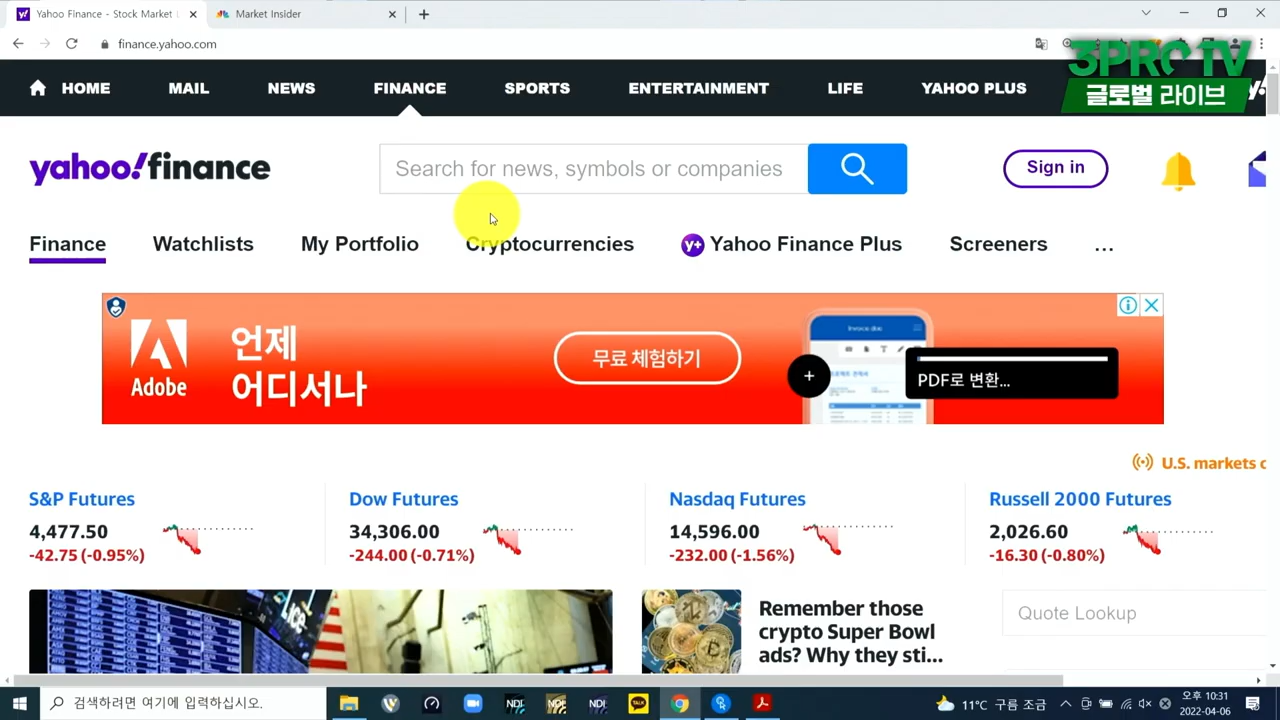 Yahoo Finance - Stock Market
Market Insider
finance.yahoo.com
3PRO TV
글로벌 라이브
HOME MAIL NEWS FINANCE SPORTS ENTERTAINMENT LIFE YAHOO PLUS
yahoo!finance
Search for news, symbols or companies
Sign in
Finance Watchlists My Portfolio Cryptocurrencies y+ Yahoo Finance Plus Screeners ...
Adobe
언제
어디서나
무료 체험하기
Invoice due
PDF로 변환...
U.S. markets
S&P Futures Dow Futures Nasdaq Futures Russell 2000 Futures
4,477.50 34,306.00 14,596.00 2,026.60
-42.75 (-0.95%) -244.00 (-0.71%) -232.00 (-1.56%) -16.30 (-0.80%)
Remember those
crypto Super Bowl
ads? Why they sti...
Quote Lookup
검색하려면 여기에 입력하십시오.
TALK
11°C 구름 조금
오후 10:31
2022-04-06